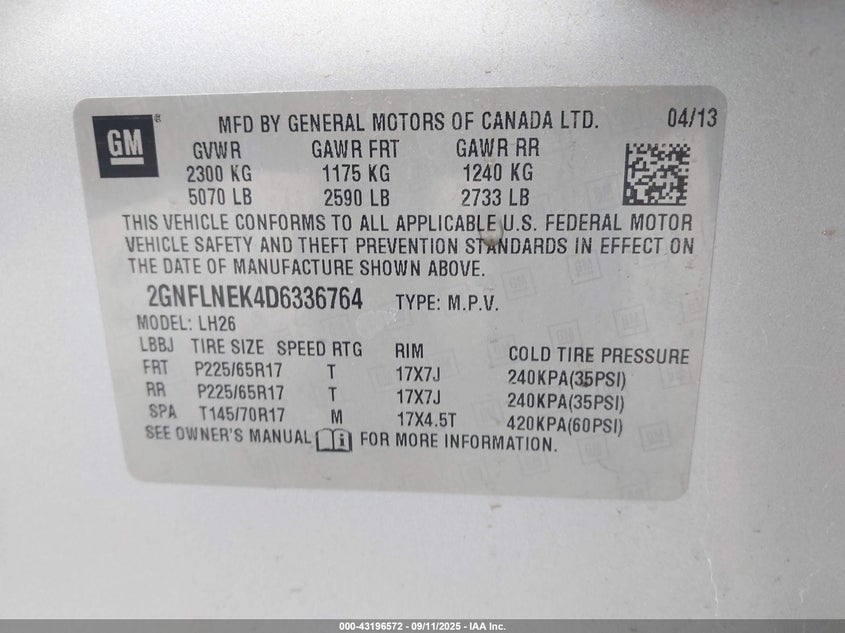 GM
®
MFD BY GENERAL MOTORS OF CANADA LTD. 04/13
GVWR GAWR FRT GAWR RR
2300 KG 1175 KG 1240 KG
5070 LB 2590 LB 2733 LB
THIS VEHICLE CONFORMS TO ALL APPLICABLE U.S. FEDERAL MOTOR
VEHICLE SAFETY AND THEFT PREVENTION STANDARDS IN EFFECT ON
THE DATE OF MANUFACTURE SHOWN ABOVE.
2GNFLNEK4D6336764 TYPE: M.P.V.
MODEL: LH26
LBBJ TIRE SIZE SPEED RTG RIM COLD TIRE PRESSURE
FRT P225/65R17 T 17X7J 240KPA(35PSI)
RR P225/65R17 T 17X7J 240KPA(35PSI)
SPA T145/70R17 M 17X4.5T 420KPA(60PSI)
SEE OWNER'S MANUAL i FOR MORE INFORMATION.
000-43196572 - 09/11/2025 - IAA Inc.